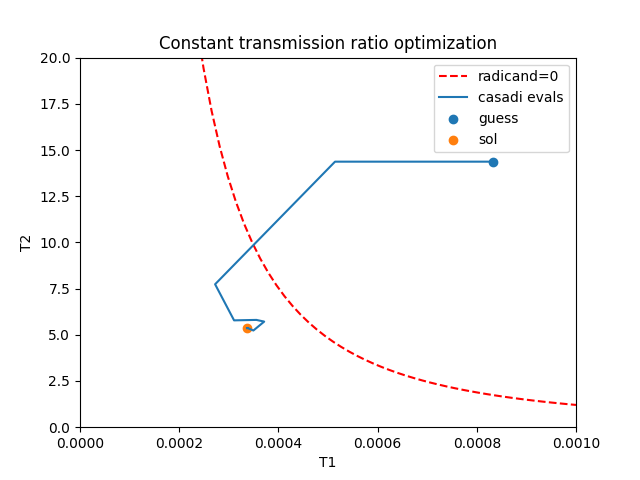 Constant transmission ratio optimization
20.0
17.5
15.0
12.5
10.0
7.5
5.0
2.5
0.0
T2
radicand=0
casadi evals
guess
sol
0.0000 0.0002 0.0004 0.0006 0.0008 0.0010
T1